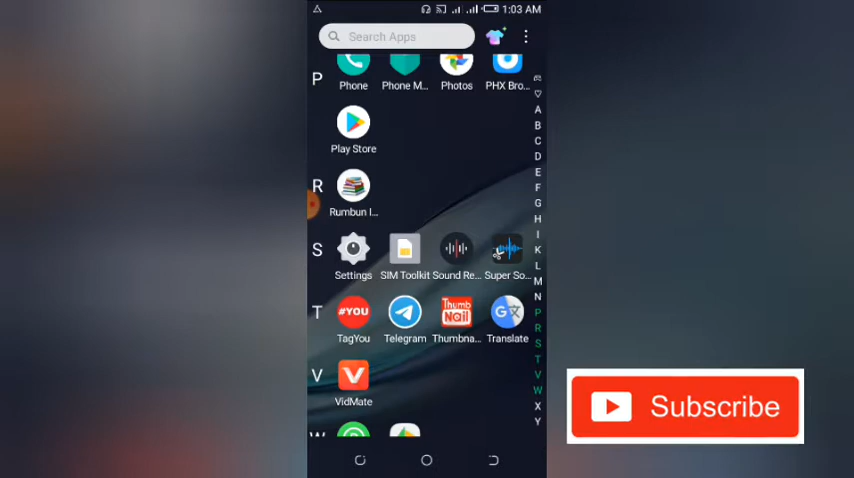 1:03 AM
Search Apps
P
Phone Phone M... Photos PHX Bro...
Play Store
R
Rumbun I...
S
Settings SIM Toolkit Sound Re... Super So...
T
#YOU Thumb Nail G
TagYou Telegram Thumbna... Translate
V
VidMate
W
A
B
C
D
E
F
G
H
I
K
L
M
N
P
R
S
T
V
W
X
Y
Subscribe